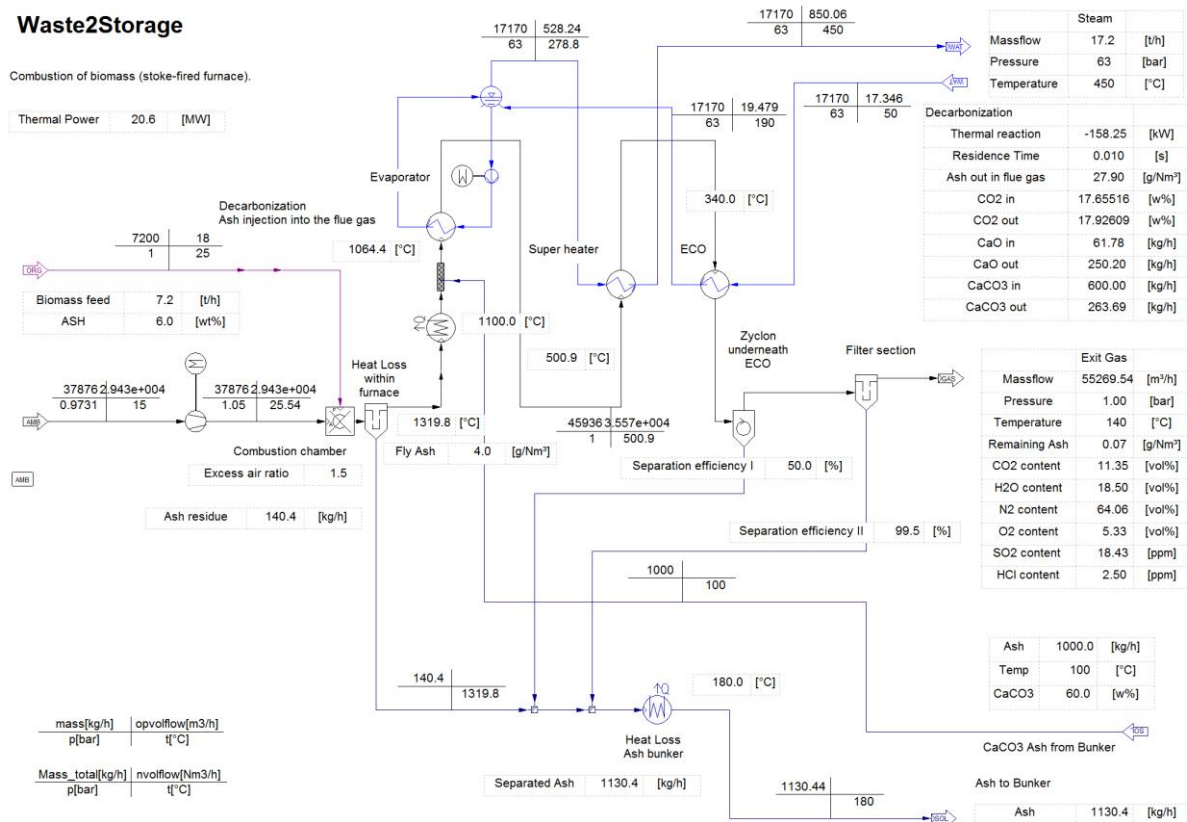 Waste2Storage
Combustion of biomass (stoke-fired furnace).
Thermal Power 20.6 [MW]
17170 528.24
63 278.8
17170 850.06
63 450
Steam
Massflow 17.2 [t/h]
Pressure 63 [bar]
Temperature 450 [°C]
17170 19.479
63 190
17170 17.346
63 50
Decarbonization
Thermal reaction -158.25 [kW]
Residence Time 0.010 [s]
Ash out in flue gas 27.90 [g/Nm³]
CO2 in 17.65516 [w%]
CO2 out 17.92609 [w%]
CaO in 61.78 [kg/h]
CaO out 250.20 [kg/h]
CaCO3 in 600.00 [kg/h]
CaCO3 out 263.69 [kg/h]
Evaporator
Decarbonization
Ash injection into the flue gas
340.0 [°C]
7200 18
1 25
1064.4 [°C]
Super heater
ECO
ORG
Biomass feed 7.2 [t/h]
ASH 6.0 [wt%]
1100.0 [°C]
500.9 [°C]
Heat Loss
within
furnace
Zyclon
underneath
ECO
Filter section
37876 2.943e+004
0.9731 15
37876 2.943e+004
1.05 25.54
AMB
1319.8 [°C]
45936 3.557e+004
1 500.9
Exit Gas
Massflow 55269.54 [m³/h]
Pressure 1.00 [bar]
Temperature 140 [°C]
Remaining Ash 0.07 [g/Nm³]
CO2 content 11.35 [vol%]
H2O content 18.50 [vol%]
N2 content 64.06 [vol%]
O2 content 5.33 [vol%]
SO2 content 18.43 [ppm]
HCl content 2.50 [ppm]
Combustion chamber
Fly Ash 4.0 [g/Nm³]
Excess air ratio 1.5
Separation efficiency I 50.0 [%]
AMB
Ash residue 140.4 [kg/h]
Separation efficiency II 99.5 [%]
1000
100
Ash 1000.0 [kg/h]
Temp 100 [°C]
CaCO3 60.0 [w%]
140.4
1319.8
180.0 [°C]
mass[kg/h] opvolflow[m3/h]
p[bar] t[°C]
Heat Loss
Ash bunker
CaCO3 Ash from Bunker
Mass_total[kg/h] nvolflow[Nm3/h]
p[bar] t[°C]
Separated Ash 1130.4 [kg/h]
1130.44
180
Ash to Bunker
Ash 1130.4 [kg/h]